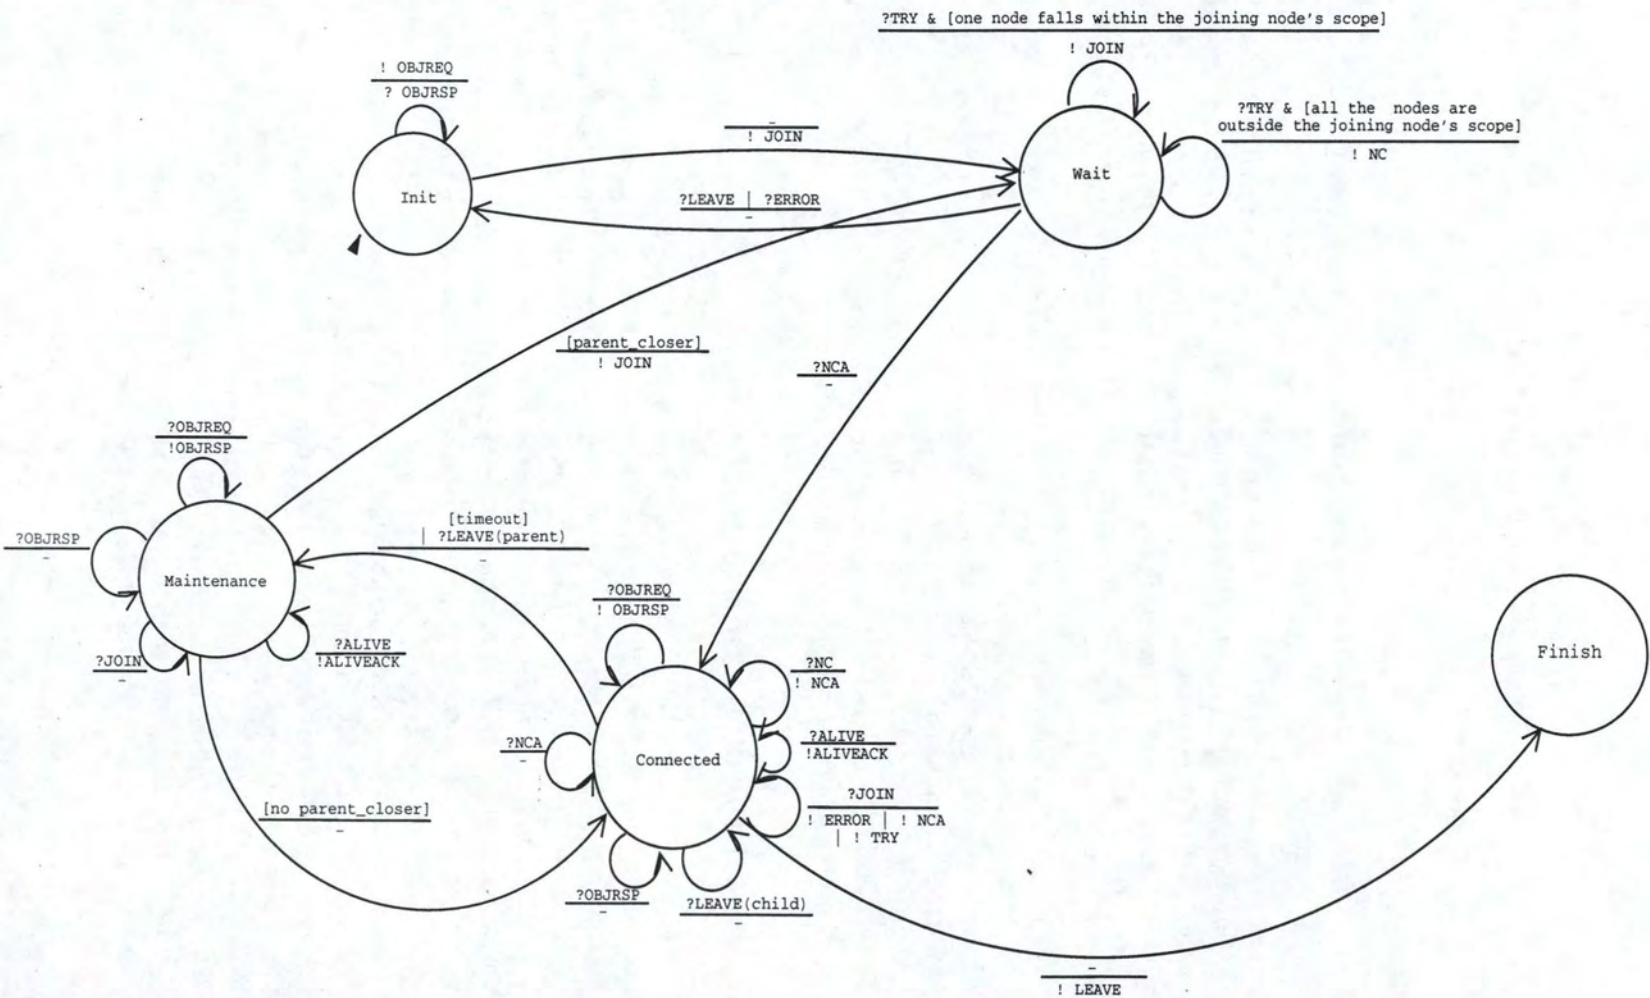 ?TRY & [one node falls within the joining node's scope]
! JOIN
! OBJREQ
? OBJRSP
?TRY & [all the nodes are
outside the joining node's scope]
! NC
-
! JOIN
Wait
Init
?LEAVE | ?ERROR
-
[parent_closer]
! JOIN
?NCA
-
?OBJREQ
!OBJRSP
[timeout]
| ?LEAVE(parent)
-
?OBJRSP
-
Maintenance
?OBJREQ
! OBJRSP
?ALIVE
!ALIVEACK
?JOIN
-
Finish
?NC
! NCA
?NCA
-
Connected
?ALIVE
!ALIVEACK
?JOIN
! ERROR | ! NCA
| ! TRY
[no parent_closer]
-
?OBJRSP
-
?LEAVE(child)
-
-
! LEAVE